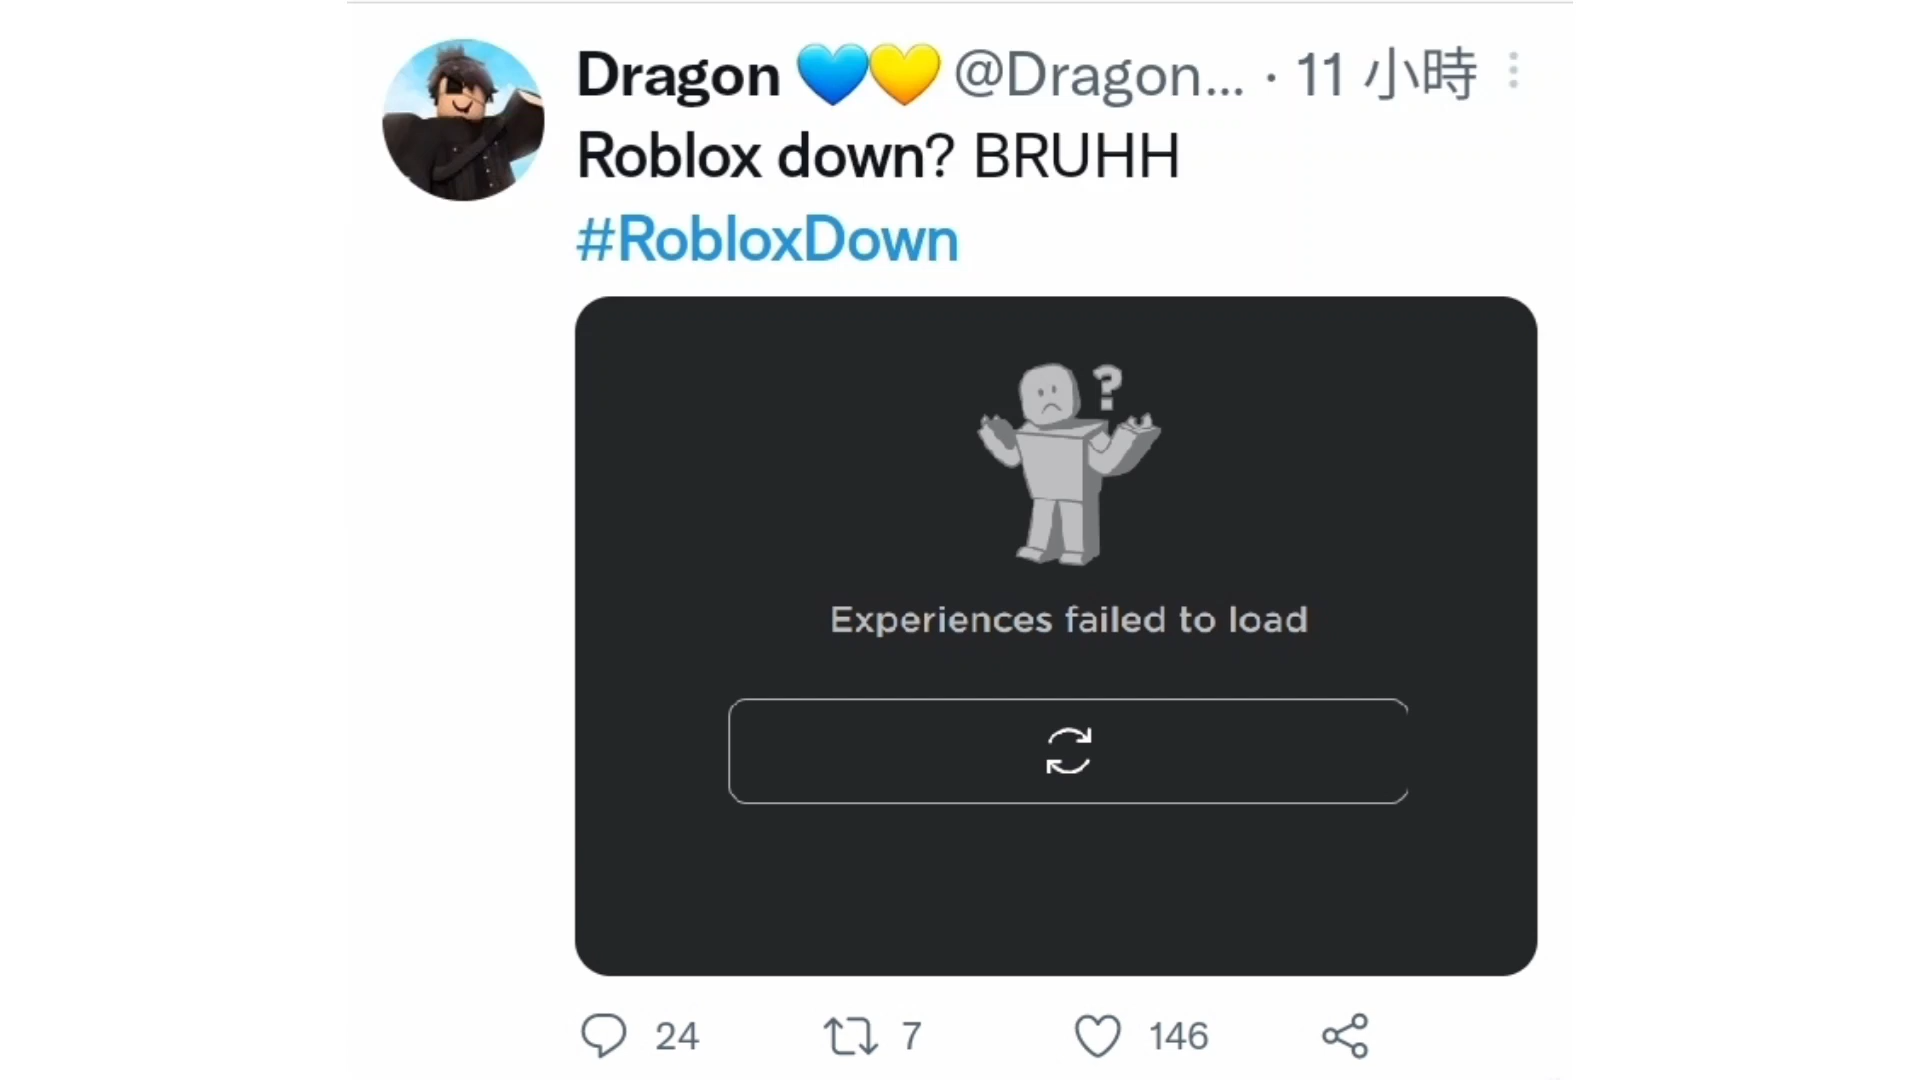 Dragon 💙💛 @Dragon... · 11 小時
Roblox down? BRUHH
#RobloxDown
?
Experiences failed to load
24 7 146